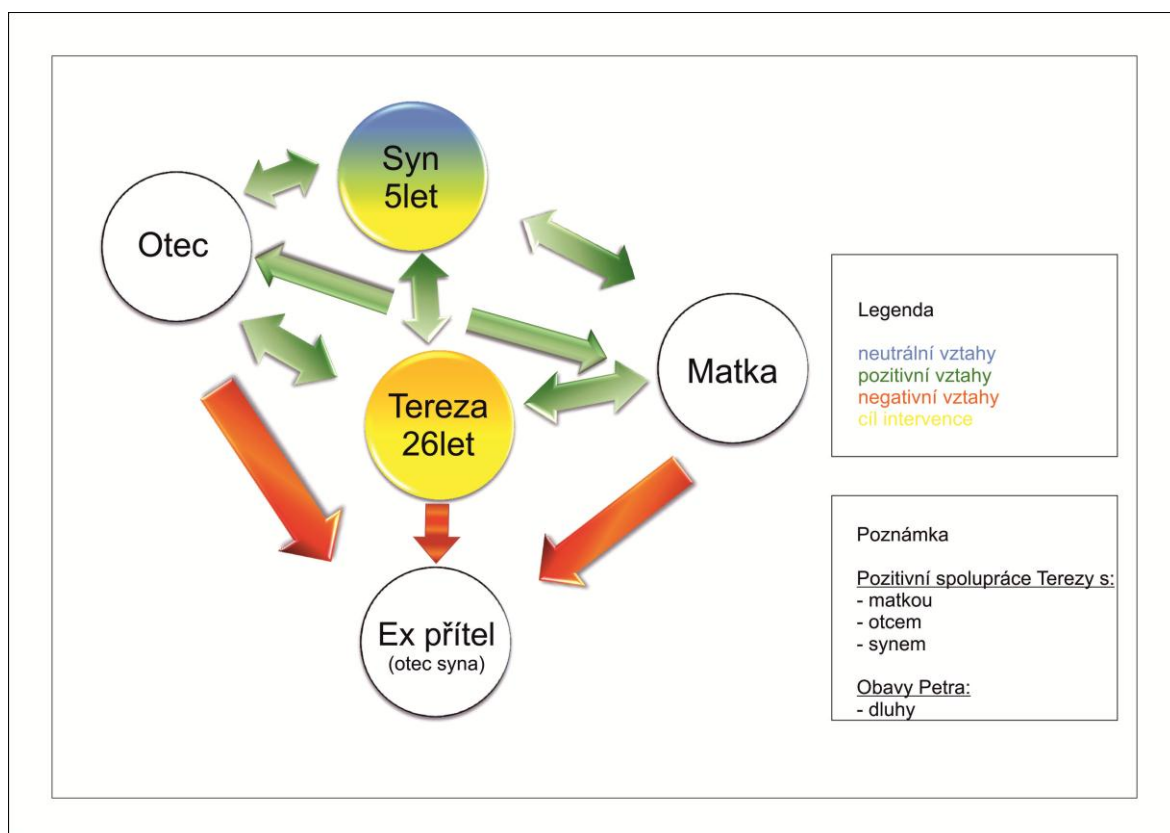 Syn
5let
Otec
Matka
Tereza
26let
Ex přítel
(otec syna)
Legenda
neutrální vztahy
pozitivní vztahy
negativní vztahy
cíl intervence
Poznámka
Pozitivní spolupráce Terezy s:
- matkou
- otcem
- synem
Obavy Petra:
- dluhy